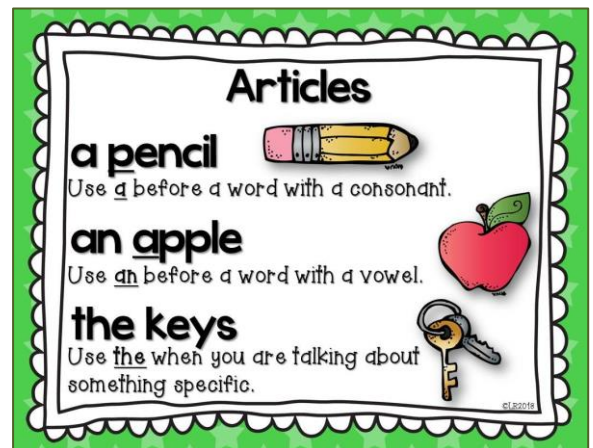 Articles
a pencil
Use a before a word with a consonant.
an apple
Use an before a word with a vowel.
the keys
Use the when you are talking about
something specific.
©LR2018